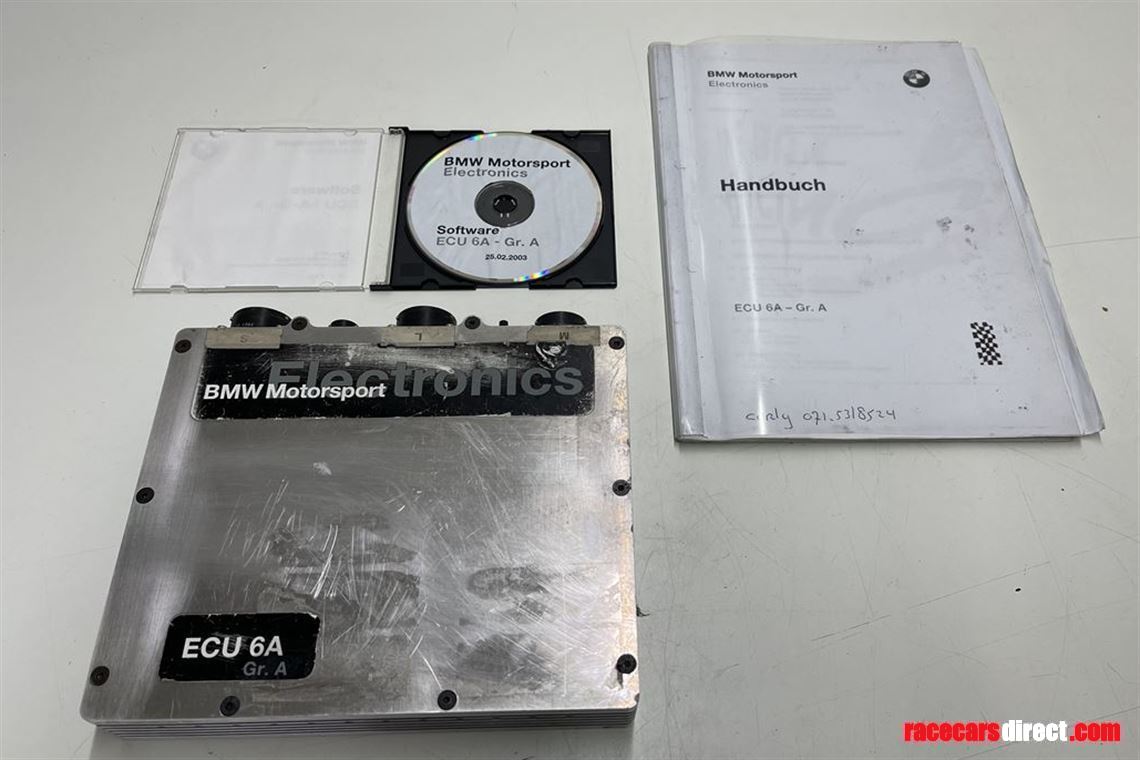 BMW Motorsport
Electronics
Handbuch
ECU 6A – Gr. A
BMW Motorsport
Electronics
Software
ECU 6A - Gr. A
25.02.2003
S
L
M
Electronics
BMW Motorsport
ECU 6A
Gr. A
racecarsdirect.com